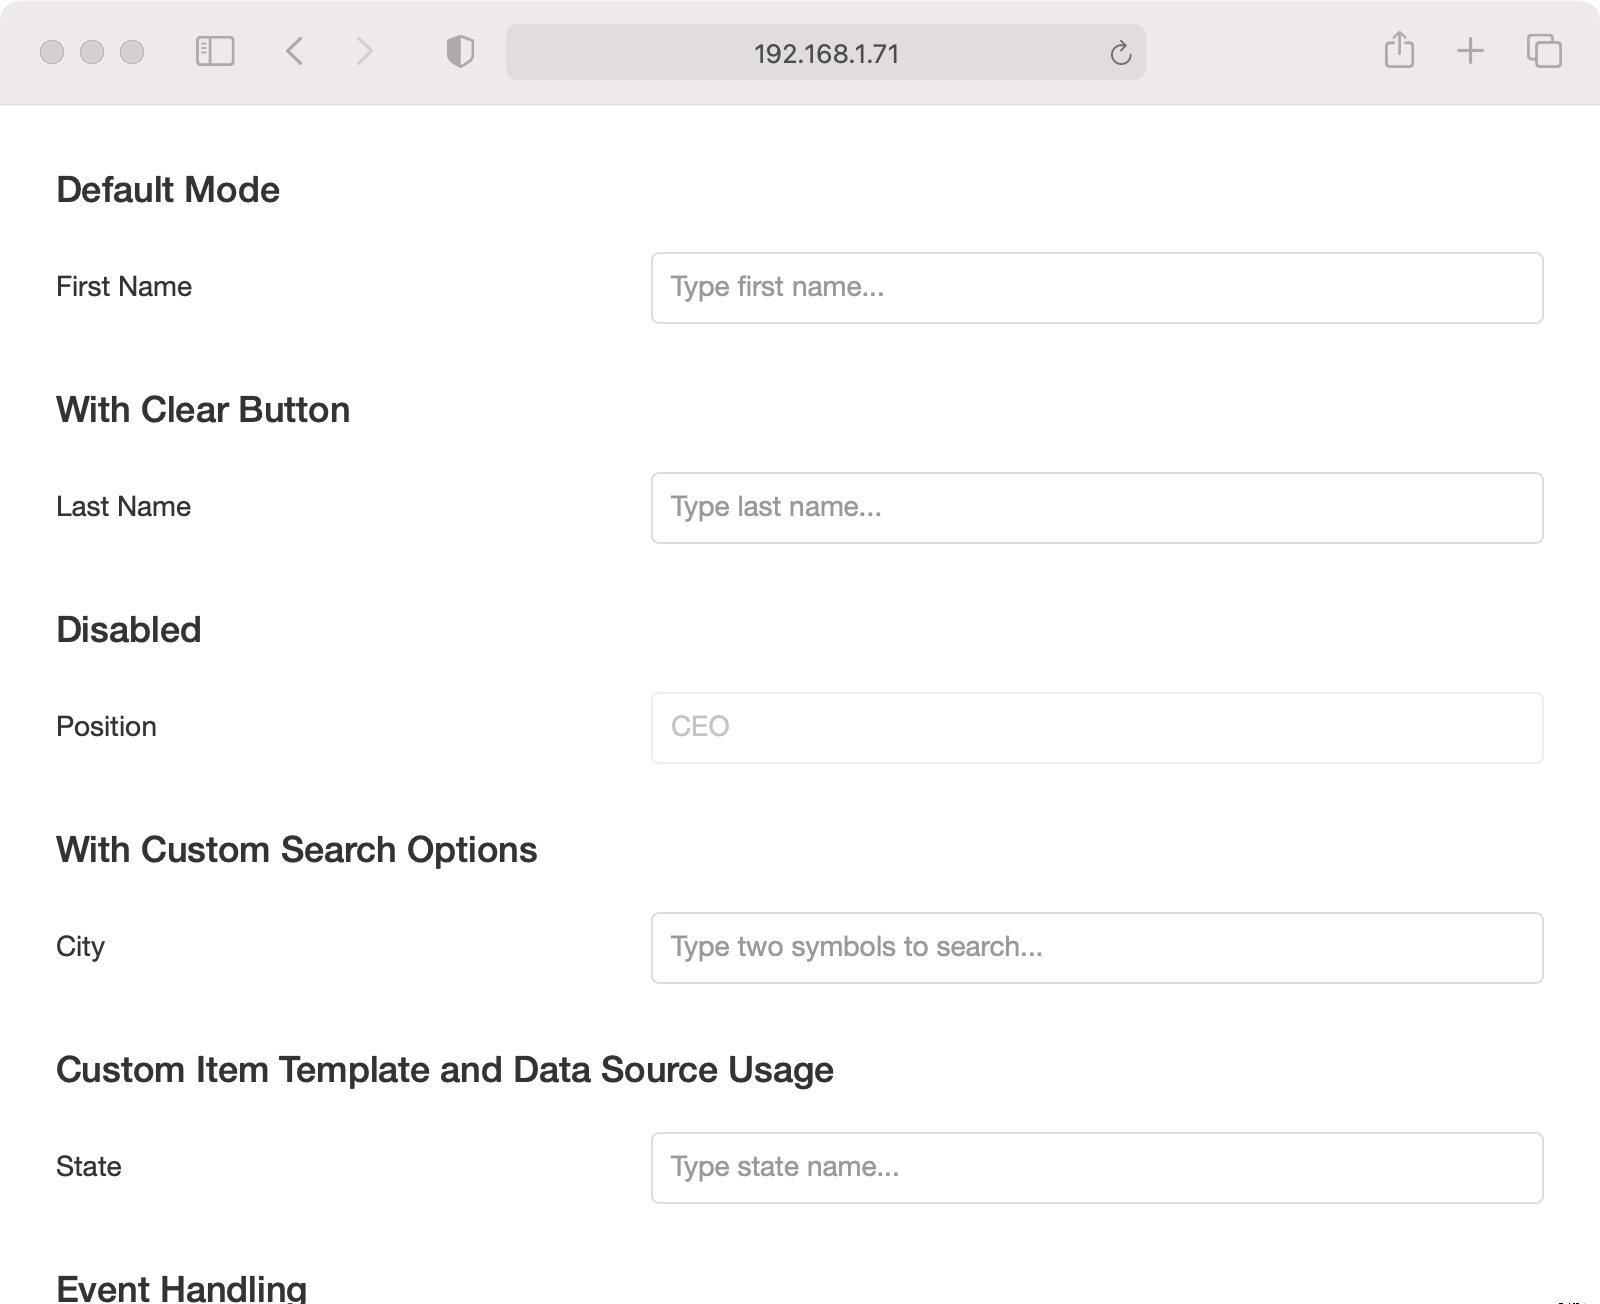 192.168.1.71
Default Mode
First Name
Type first name...
With Clear Button
Last Name
Type last name...
Disabled
Position
CEO
With Custom Search Options
City
Type two symbols to search...
Custom Item Template and Data Source Usage
State
Type state name...
Event Handling